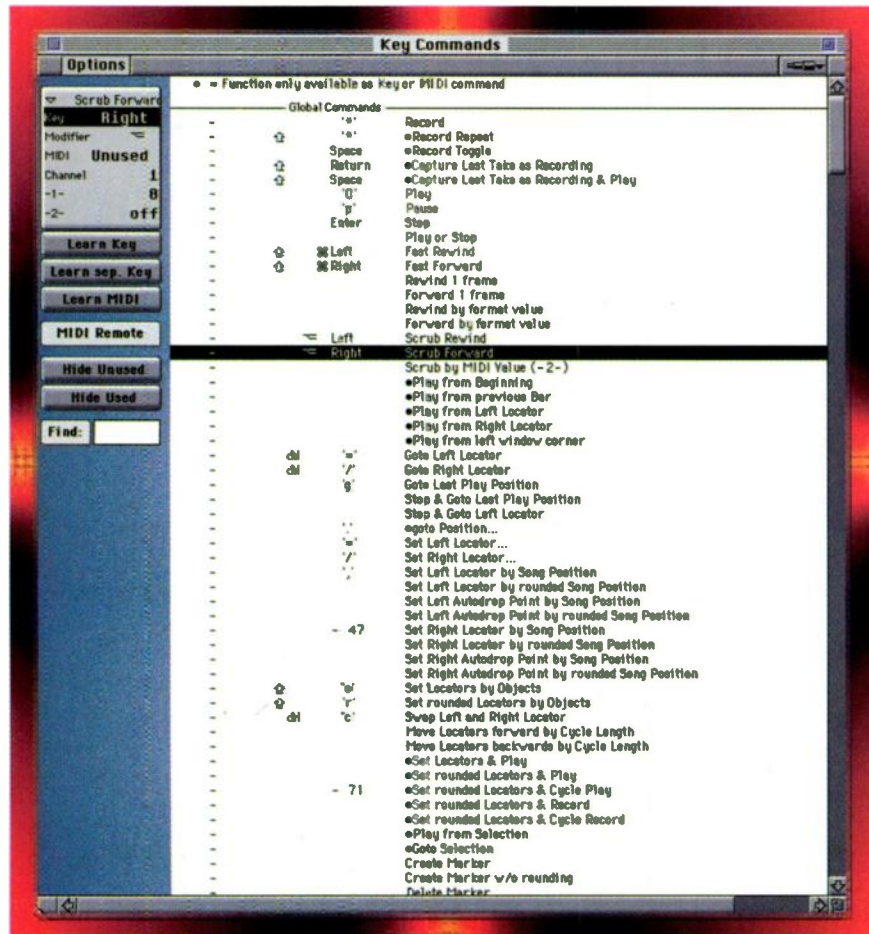 Key Commands
Options
Scrub Forward
Key Right
Modifier ⌥
MIDI Unused
Channel 1
-1- 0
-2- off
Learn Key
Learn sep. Key
Learn MIDI
MIDI Remote
Hide Unused
Hide Used
Find:
● = Function only available as Key or MIDI command
Global Commands
- '*' Record
- ⇧ '*' ●Record Repeat
- Space ●Record Toggle
- ⇧ Return ●Capture Last Take as Recording
- ⇧ Space ●Capture Last Take as Recording & Play
- '0' Play
- 'p' Pause
- Enter Stop
- Play or Stop
- ⇧ ⌘Left Fast Rewind
- ⇧ ⌘Right Fast Forward
- Rewind 1 frame
- Forward 1 frame
- Rewind by format value
- Forward by format value
- ⌥ Left Scrub Rewind
- ⌥ Right Scrub Forward
- Scrub by MIDI Value (-2-)
- ●Play from Beginning
- ●Play from previous Bar
- ●Play from Left Locator
- ●Play from Right Locator
- ●Play from left window corner
- ctrl '=' Goto Left Locator
- ctrl '/' Goto Right Locator
- 'g' Goto Last Play Position
- Stop & Goto Last Play Position
- Stop & Goto Left Locator
- '.' ●goto Position...
- '=' Set Left Locator...
- '/' Set Right Locator...
- Set Left Locator by Song Position
- Set Left Locator by rounded Song Position
- Set Left Autodrop Point by Song Position
- Set Left Autodrop Point by rounded Song Position
- - 47 Set Right Locator by Song Position
- Set Right Locator by rounded Song Position
- Set Right Autodrop Point by Song Position
- Set Right Autodrop Point by rounded Song Position
- ⇧ 'o' Set Locators by Objects
- ⇧ 'r' Set rounded Locators by Objects
- ctrl 'c' Swap Left and Right Locator
- Move Locators forward by Cycle Length
- Move Locators backwards by Cycle Length
- ●Set Locators & Play
- ●Set rounded Locators & Play
- - 71 ●Set rounded Locators & Cycle Play
- ●Set rounded Locators & Record
- ●Set rounded Locators & Cycle Record
- ●Play from Selection
- ●Goto Selection
- Create Marker
- Create Marker w/o rounding
- Delete Marker